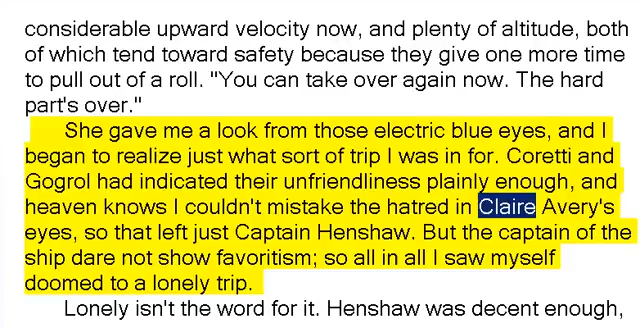 considerable upward velocity now, and plenty of altitude, both
of which tend toward safety because they give one more time
to pull out of a roll. "You can take over again now. The hard
part's over."
She gave me a look from those electric blue eyes, and I
began to realize just what sort of trip I was in for. Coretti and
Gogrol had indicated their unfriendliness plainly enough, and
heaven knows I couldn't mistake the hatred in Claire Avery's
eyes, so that left just Captain Henshaw. But the captain of the
ship dare not show favoritism; so all in all I saw myself
doomed to a lonely trip.
Lonely isn't the word for it. Henshaw was decent enough,